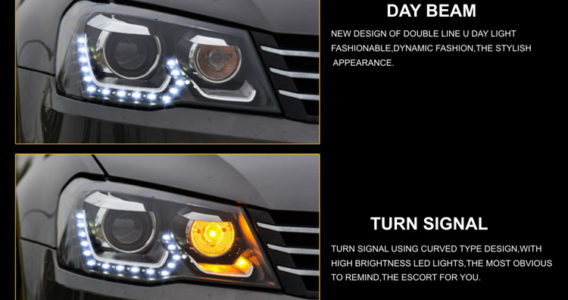 DAY BEAM
NEW DESIGN OF DOUBLE LINE U DAY LIGHT
FASHIONABLE,DYNAMIC FASHION,THE STYLISH
APPEARANCE.
TURN SIGNAL
TURN SIGNAL USING CURVED TYPE DESIGN,WITH
HIGH BRIGHTNESS LED LIGHTS,THE MOST OBVIOUS
TO REMIND,THE ESCORT FOR YOU.